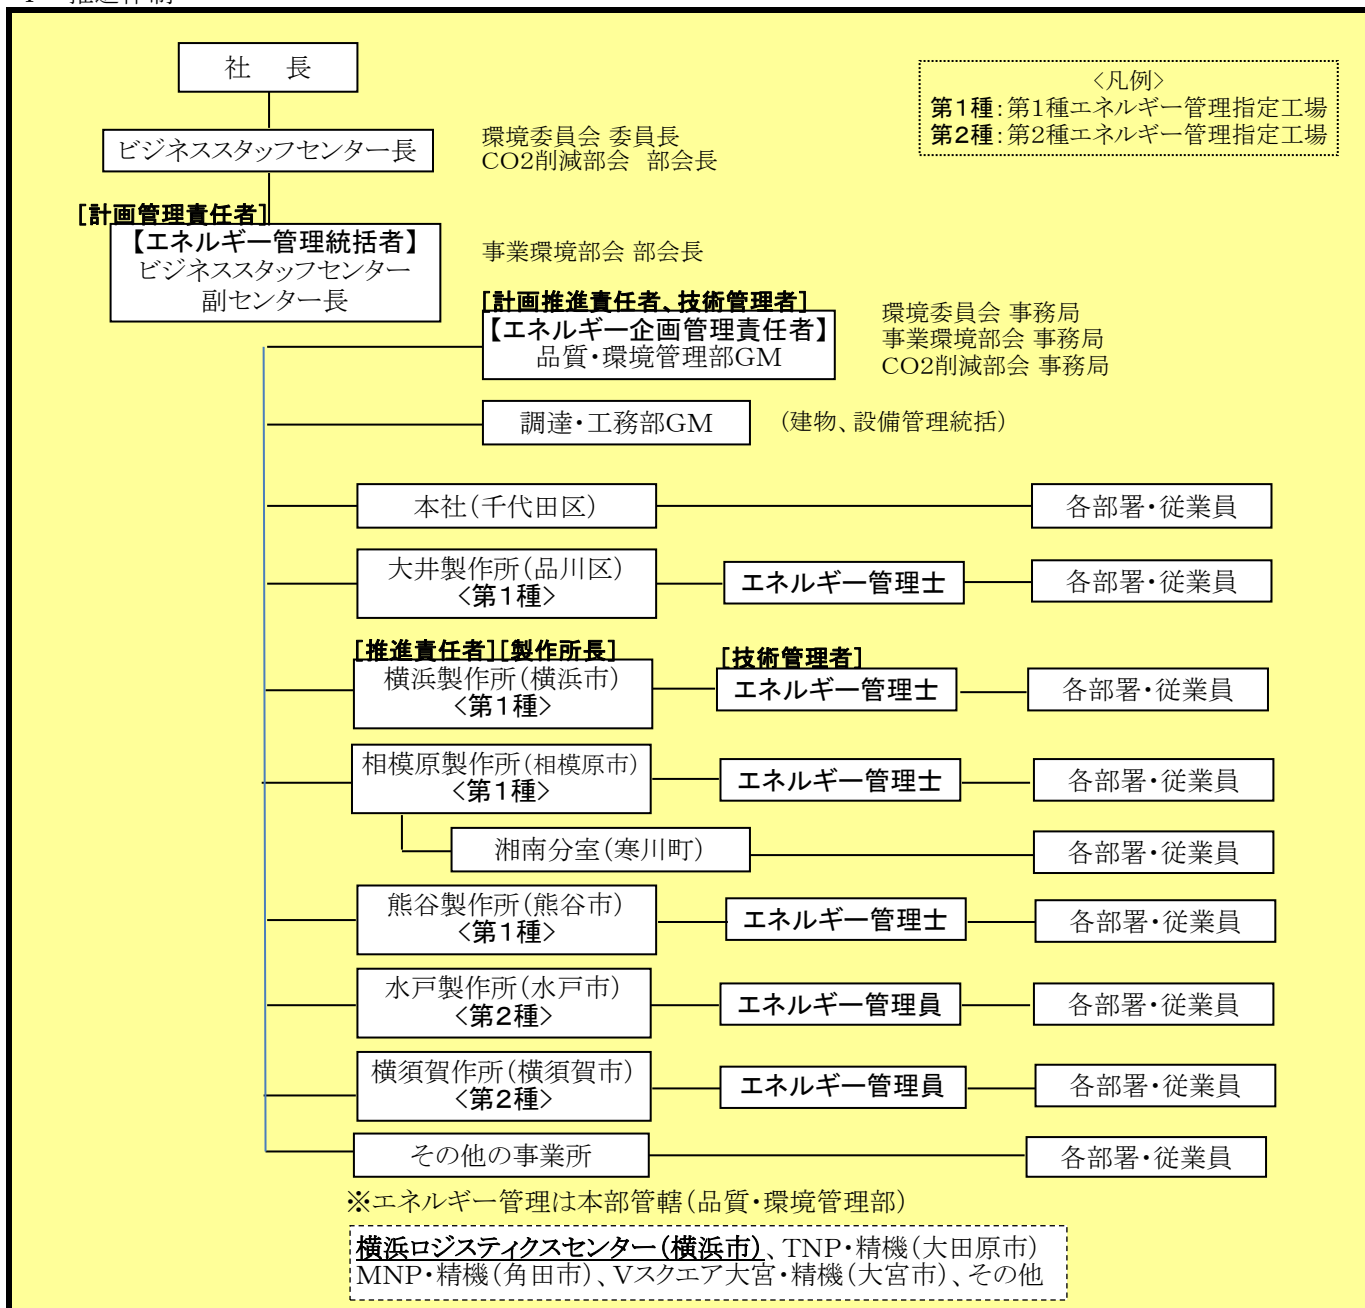 社　長
<凡例>
第1種：第1種エネルギー管理指定工場
第2種：第2種エネルギー管理指定工場
ビジネススタッフセンター長
環境委員会 委員長
CO2削減部会　部会長
[計画管理責任者]
【エネルギー管理統括者】
ビジネススタッフセンター
副センター長
事業環境部会 部会長
[計画推進責任者、技術管理者]
【エネルギー企画管理責任者】
品質・環境管理部GM
環境委員会 事務局
事業環境部会 事務局
CO2削減部会 事務局
調達・工務部GM
（建物、設備管理統括）
本社（千代田区）
各部署・従業員
大井製作所（品川区）
<第1種>
エネルギー管理士
各部署・従業員
[推進責任者][製作所長]
横浜製作所（横浜市）
<第1種>
[技術管理者]
エネルギー管理士
各部署・従業員
相模原製作所（相模原市）
<第1種>
エネルギー管理士
各部署・従業員
湘南分室（寒川町）
各部署・従業員
熊谷製作所（熊谷市）
<第1種>
エネルギー管理士
各部署・従業員
水戸製作所（水戸市）
<第2種>
エネルギー管理員
各部署・従業員
横須賀作所（横須賀市）
<第2種>
エネルギー管理員
各部署・従業員
その他の事業所
各部署・従業員
※エネルギー管理は本部管轄（品質・環境管理部）
横浜ロジスティクスセンター（横浜市）、TNP・精機（大田原市）
MNP・精機（角田市）、Vスクエア大宮・精機（大宮市）、その他